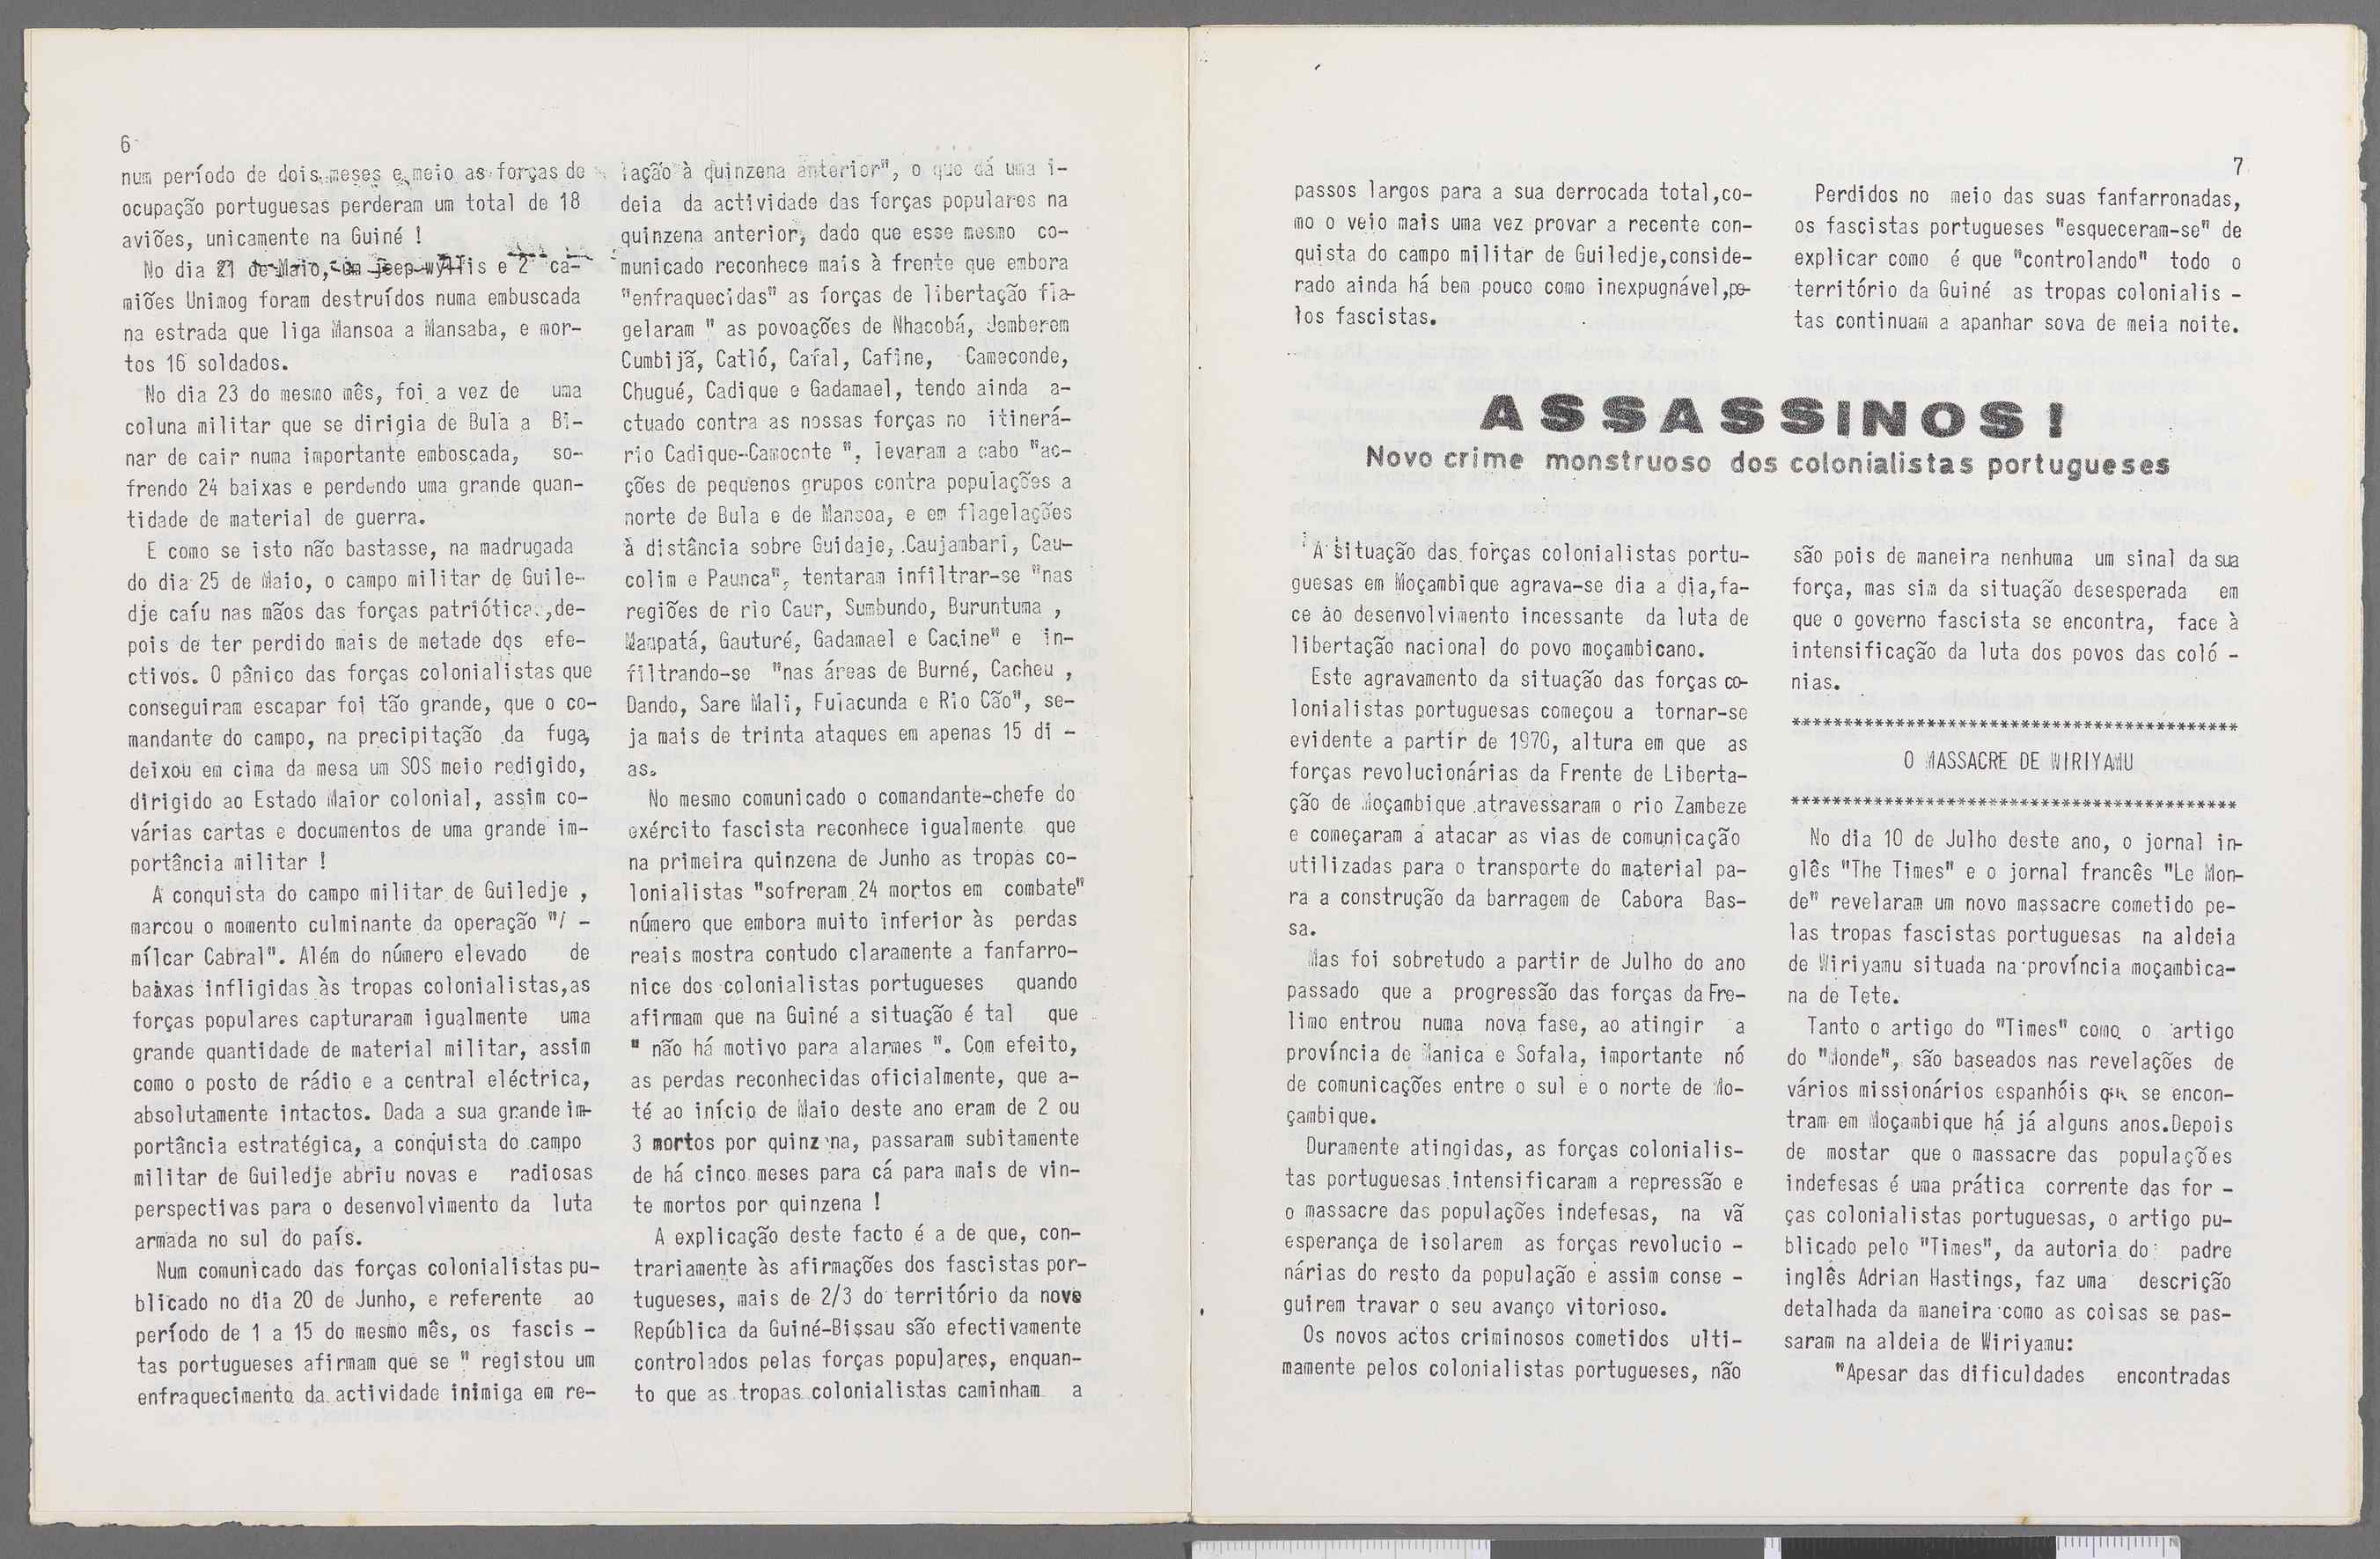 6
num período de dois meses e meio as forças de
ocupação portuguesas perderam um total de 18
aviões, unicamente na Guiné !
No dia 21 de Maio, um jeep wyllis e 2 ca-
miões Unimog foram destruídos numa embuscada
na estrada que liga Mansoa a Mansaba, e mor-
tos 16 soldados.
No dia 23 do mesmo mês, foi a vez de uma
coluna militar que se dirigia de Bula a Bi-
nar de cair numa importante emboscada, so-
frendo 24 baixas e perdendo uma grande quan-
tidade de material de guerra.
E como se isto não bastasse, na madrugada
do dia 25 de Maio, o campo militar de Guile-
dje caíu nas mãos das forças patriótica.,de-
pois de ter perdido mais de metade dos efe-
ctivos. O pânico das forças colonialistas que
conseguiram escapar foi tão grande, que o co-
mandante do campo, na precipitação da fuga,
deixou em cima da mesa um SOS meio redigido,
dirigido ao Estado Maior colonial, assim co-
várias cartas e documentos de uma grande im-
portância militar !
A conquista do campo militar de Guiledje ,
marcou o momento culminante da operação "A -
mílcar Cabral". Além do número elevado de
baixas infligidas às tropas colonialistas,as
forças populares capturaram igualmente uma
grande quantidade de material militar, assim
como o posto de rádio e a central eléctrica,
absolutamente intactos. Dada a sua grande im-
portância estratégica, a conquista do campo
militar de Guiledje abriu novas e radiosas
perspectivas para o desenvolvimento da luta
armada no sul do país.
Num comunicado das forças colonialistas pu-
blicado no dia 20 de Junho, e referente ao
período de 1 a 15 do mesmo mês, os fascis -
tas portugueses afirmam que se " registou um
enfraquecimento da actividade inimiga em re-
lação à quinzena anterior", o que dá uma i-
deia da actividade das forças populares na
quinzena anterior, dado que esse mesmo co-
municado reconhece mais à frente que embora
"enfraquecidas" as forças de libertação fla-
gelaram " as povoações de Nhacobá, Jemberem
Cumbijã, Catló, Cafal, Cafine, Cameconde,
Chugué, Cadique e Gadamael, tendo ainda a-
ctuado contra as nossas forças no itinerá-
rio Cadique-Camocote ", levaram a cabo "ac-
ções de pequenos grupos contra populações a
norte de Bula e de Mansoa, e em flagelações
à distância sobre Guidaje, Caujambari, Cau-
colim e Paunca", tentaram infiltrar-se "nas
regiões de rio Caur, Sumbundo, Buruntuma ,
Mampatá, Gauturé, Gadamael e Cacine" e in-
filtrando-se "nas áreas de Burné, Cacheu ,
Dando, Sare Mali, Fulacunda e Rio Cão", se-
ja mais de trinta ataques em apenas 15 di -
as.
No mesmo comunicado o comandante-chefe do
exército fascista reconhece igualmente que
na primeira quinzena de Junho as tropas co-
lonialistas "sofreram 24 mortos em combate"
número que embora muito inferior às perdas
reais mostra contudo claramente a fanfarro-
nice dos colonialistas portugueses quando
afirmam que na Guiné a situação é tal que
" não há motivo para alarmes ". Com efeito,
as perdas reconhecidas oficialmente, que a-
té ao início de Maio deste ano eram de 2 ou
3 mortos por quinzena, passaram subitamente
de há cinco meses para cá para mais de vin-
te mortos por quinzena !
A explicação deste facto é a de que, con-
trariamente às afirmações dos fascistas por-
tugueses, mais de 2/3 do território da nova
República da Guiné-Bissau são efectivamente
controlados pelas forças populares, enquan-
to que as tropas colonialistas caminham a
7
passos largos para a sua derrocada total,co-
mo o veio mais uma vez provar a recente con-
quista do campo militar de Guiledje,conside-
rado ainda há bem pouco como inexpugnável,pe-
los fascistas.
Perdidos no meio das suas fanfarronadas,
os fascistas portugueses "esqueceram-se" de
explicar como é que "controlando" todo o
território da Guiné as tropas colonialis -
tas continuam a apanhar sova de meia noite.
ASSASSINOS!
Novo crime monstruoso dos colonialistas portugueses
A situação das forças colonialistas portu-
guesas em Moçambique agrava-se dia a dia,fa-
ce ao desenvolvimento incessante da luta de
libertação nacional do povo moçambicano.
Este agravamento da situação das forças co-
lonialistas portuguesas começou a tornar-se
evidente a partir de 1970, altura em que as
forças revolucionárias da Frente de Liberta-
ção de Moçambique atravessaram o rio Zambeze
e começaram a atacar as vias de comunicação
utilizadas para o transporte do material pa-
ra a construção da barragem de Cabora Bas-
sa.
Mas foi sobretudo a partir de Julho do ano
passado que a progressão das forças da Fre-
limo entrou numa nova fase, ao atingir a
província de Manica e Sofala, importante nó
de comunicações entre o sul e o norte de Mo-
çambique.
Duramente atingidas, as forças colonialis-
tas portuguesas intensificaram a repressão e
o massacre das populações indefesas, na vã
esperança de isolarem as forças revolucio -
nárias do resto da população e assim conse -
guirem travar o seu avanço vitorioso.
Os novos actos criminosos cometidos ulti-
mamente pelos colonialistas portugueses, não
são pois de maneira nenhuma um sinal da sua
força, mas sim da situação desesperada em
que o governo fascista se encontra, face à
intensificação da luta dos povos das coló -
nias.
*******************************************
O MASSACRE DE WIRIYAMU
*******************************************
No dia 10 de Julho deste ano, o jornal in-
glês "The Times" e o jornal francês "Le Mon-
de" revelaram um novo massacre cometido pe-
las tropas fascistas portuguesas na aldeia
de Wiriyamu situada na província moçambica-
na de Tete.
Tanto o artigo do "Times" como o artigo
do "Monde", são baseados nas revelações de
vários missionários espanhóis que se encon-
tram em Moçambique há já alguns anos.Depois
de mostar que o massacre das populações
indefesas é uma prática corrente das for -
ças colonialistas portuguesas, o artigo pu-
blicado pelo "Times", da autoria do padre
inglês Adrian Hastings, faz uma descrição
detalhada da maneira como as coisas se pas-
saram na aldeia de Wiriyamu:
"Apesar das dificuldades encontradas